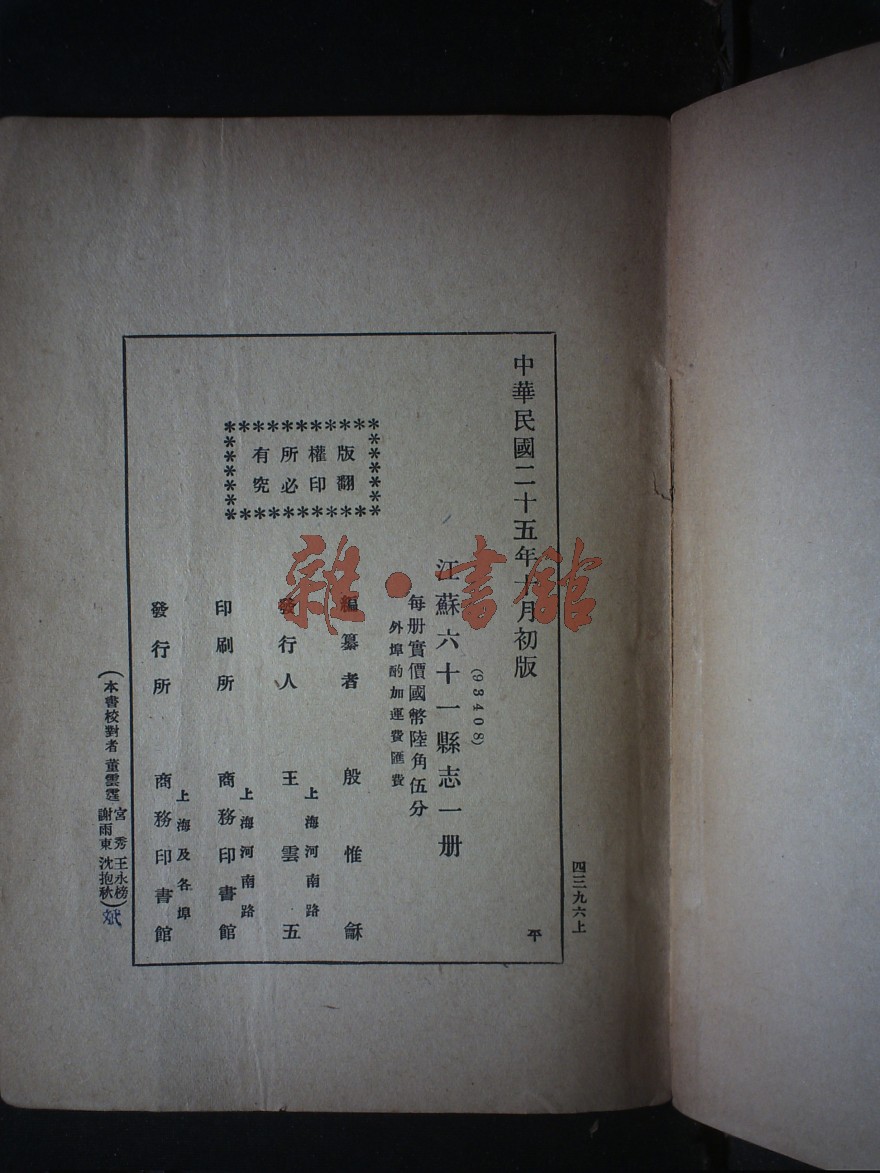 四三九六上
中華民國二十五年十月初版
平
(93408)
江蘇六十一縣志一册
每册實價國幣陸角伍分
外埠酌加運費匯費
版權所有
翻印必究
編纂者 殷惟龢
發行人 王雲五
上海河南路
印刷所 商務印書館
上海河南路
發行所 商務印書館
上海及各埠
(本書校對者 董雲霆 宮秀 王永榜
謝雨東 沈抱秋)
雜·書館